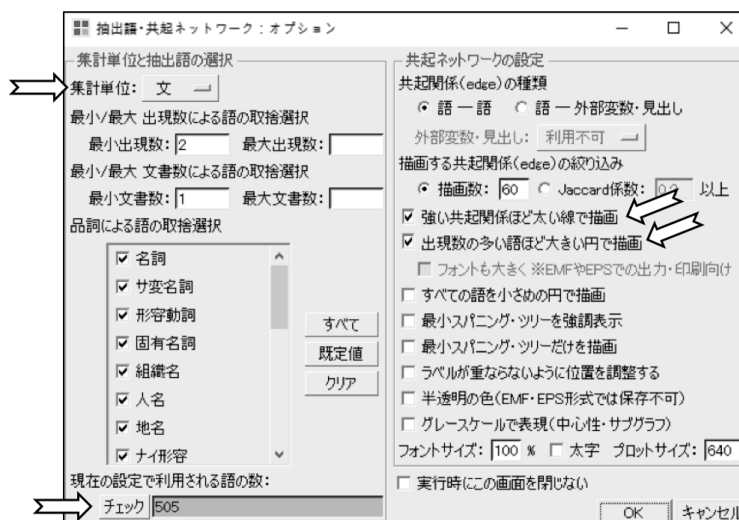 抽出語・共起ネットワーク：オプション
集計単位と抽出語の選択
集計単位： 文
最小/最大 出現数による語の取捨選択
最小出現数： 2 最大出現数：
最小/最大 文書数による語の取捨選択
最小文書数： 1 最大文書数：
品詞による語の取捨選択
名詞
サ変名詞
形容動詞
固有名詞
組織名
人名
地名
ナイ形容
すべて
既定値
クリア
現在の設定で利用される語の数：
チェック 505
共起ネットワークの設定
共起関係(edge)の種類
語 ― 語 語 ― 外部変数・見出し
外部変数・見出し： 利用不可
描画する共起関係(edge)の絞り込み
描画数： 60 Jaccard係数： 0.2 以上
強い共起関係ほど太い線で描画
出現数の多い語ほど大きい円で描画
フォントも大きく ※EMFやEPSでの出力・印刷向け
すべての語を小さめの円で描画
最小スパニング・ツリーを強調表示
最小スパニング・ツリーだけを描画
ラベルが重ならないように位置を調整する
半透明の色(EMF・EPS形式では保存不可)
グレースケールで表現(中心性・サブグラフ)
フォントサイズ： 100 % 太字 プロットサイズ： 640
実行時にこの画面を閉じない
OK キャンセル